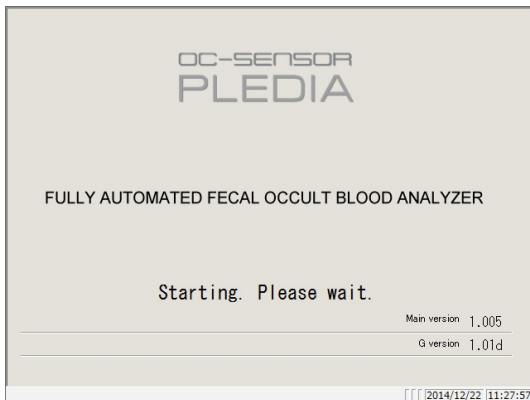 OC-SENSOR
PLEDIA
FULLY AUTOMATED FECAL OCCULT BLOOD ANALYZER
Starting. Please wait.
Main version 1.005
G version 1.01d
2014/12/22 11:27:57